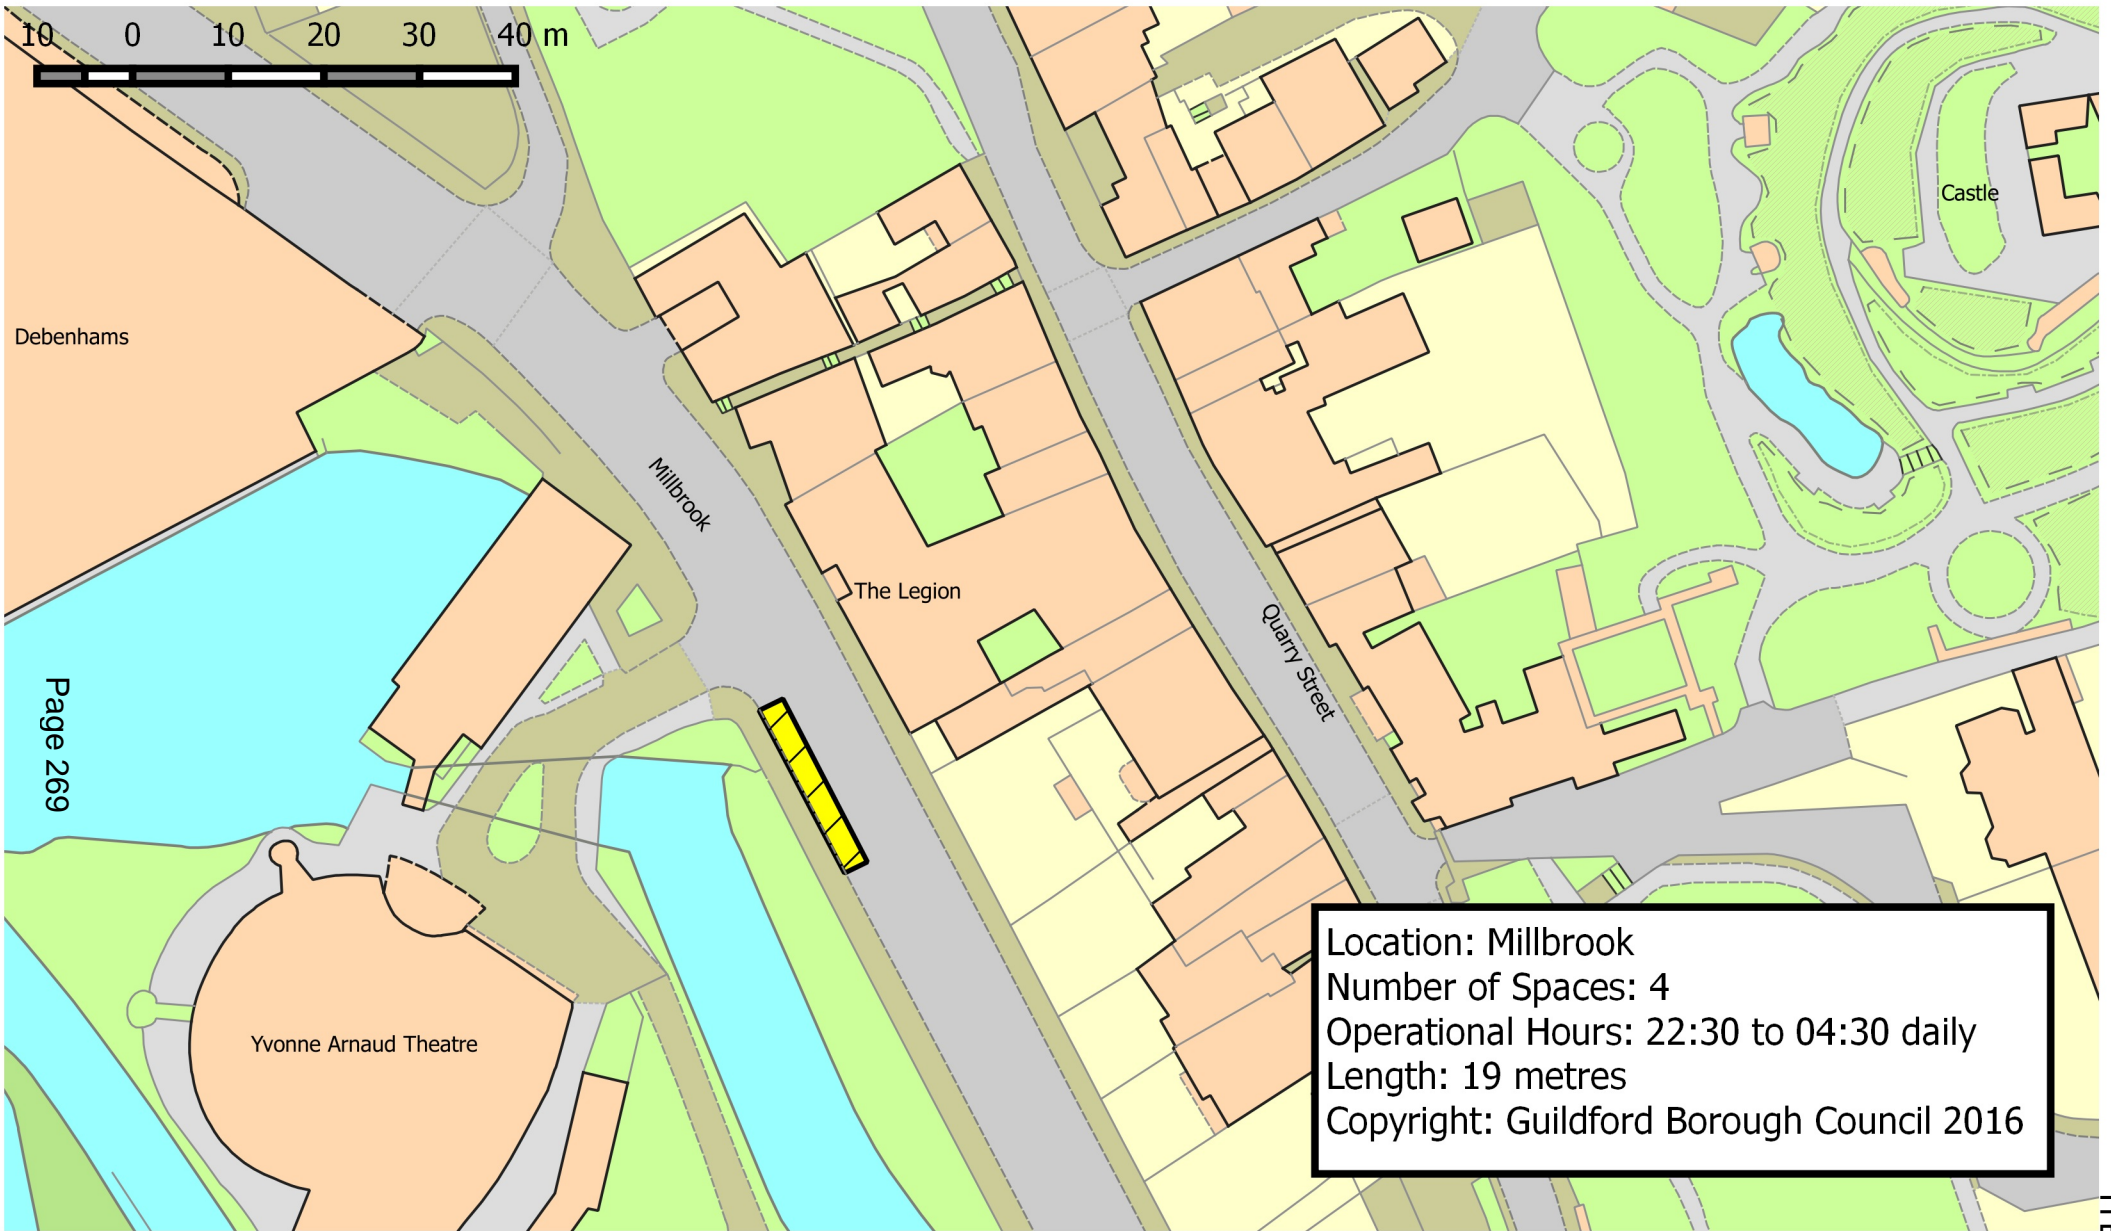 10 0 10 20 30 40 m
Castle
Debenhams
Millbrook
The Legion
Quarry Street
Page 269
Yvonne Arnaud Theatre
Location: Millbrook
Number of Spaces: 4
Operational Hours: 22:30 to 04:30 daily
Length: 19 metres
Copyright: Guildford Borough Council 2016